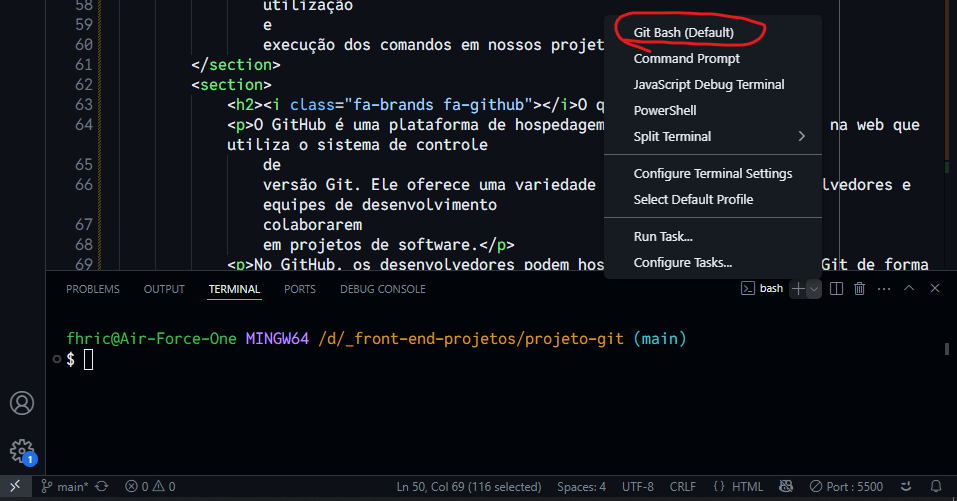 58 utilização
59 e
60 execução dos comandos em nossos projet
61 </section>
62 <section>
63 <h2><i class="fa-brands fa-github"></i>O q
64 <p>O GitHub é uma plataforma de hospedagem na web que
utiliza o sistema de controle
65 de
66 versão Git. Ele oferece uma variedade volvedores e
equipes de desenvolvimento
67 colaborarem
68 em projetos de software.</p>
69 <p>No GitHub, os desenvolvedores podem hos Git de forma
Git Bash (Default)
Command Prompt
JavaScript Debug Terminal
PowerShell
Split Terminal
Configure Terminal Settings
Select Default Profile
Run Task...
Configure Tasks...
PROBLEMS OUTPUT TERMINAL PORTS DEBUG CONSOLE bash
fhric@Air-Force-One MINGW64 /d/_front-end-projetos/projeto-git (main)
$
1
main* 0 0 Ln 50, Col 69 (116 selected) Spaces: 4 UTF-8 CRLF {} HTML Port : 5500